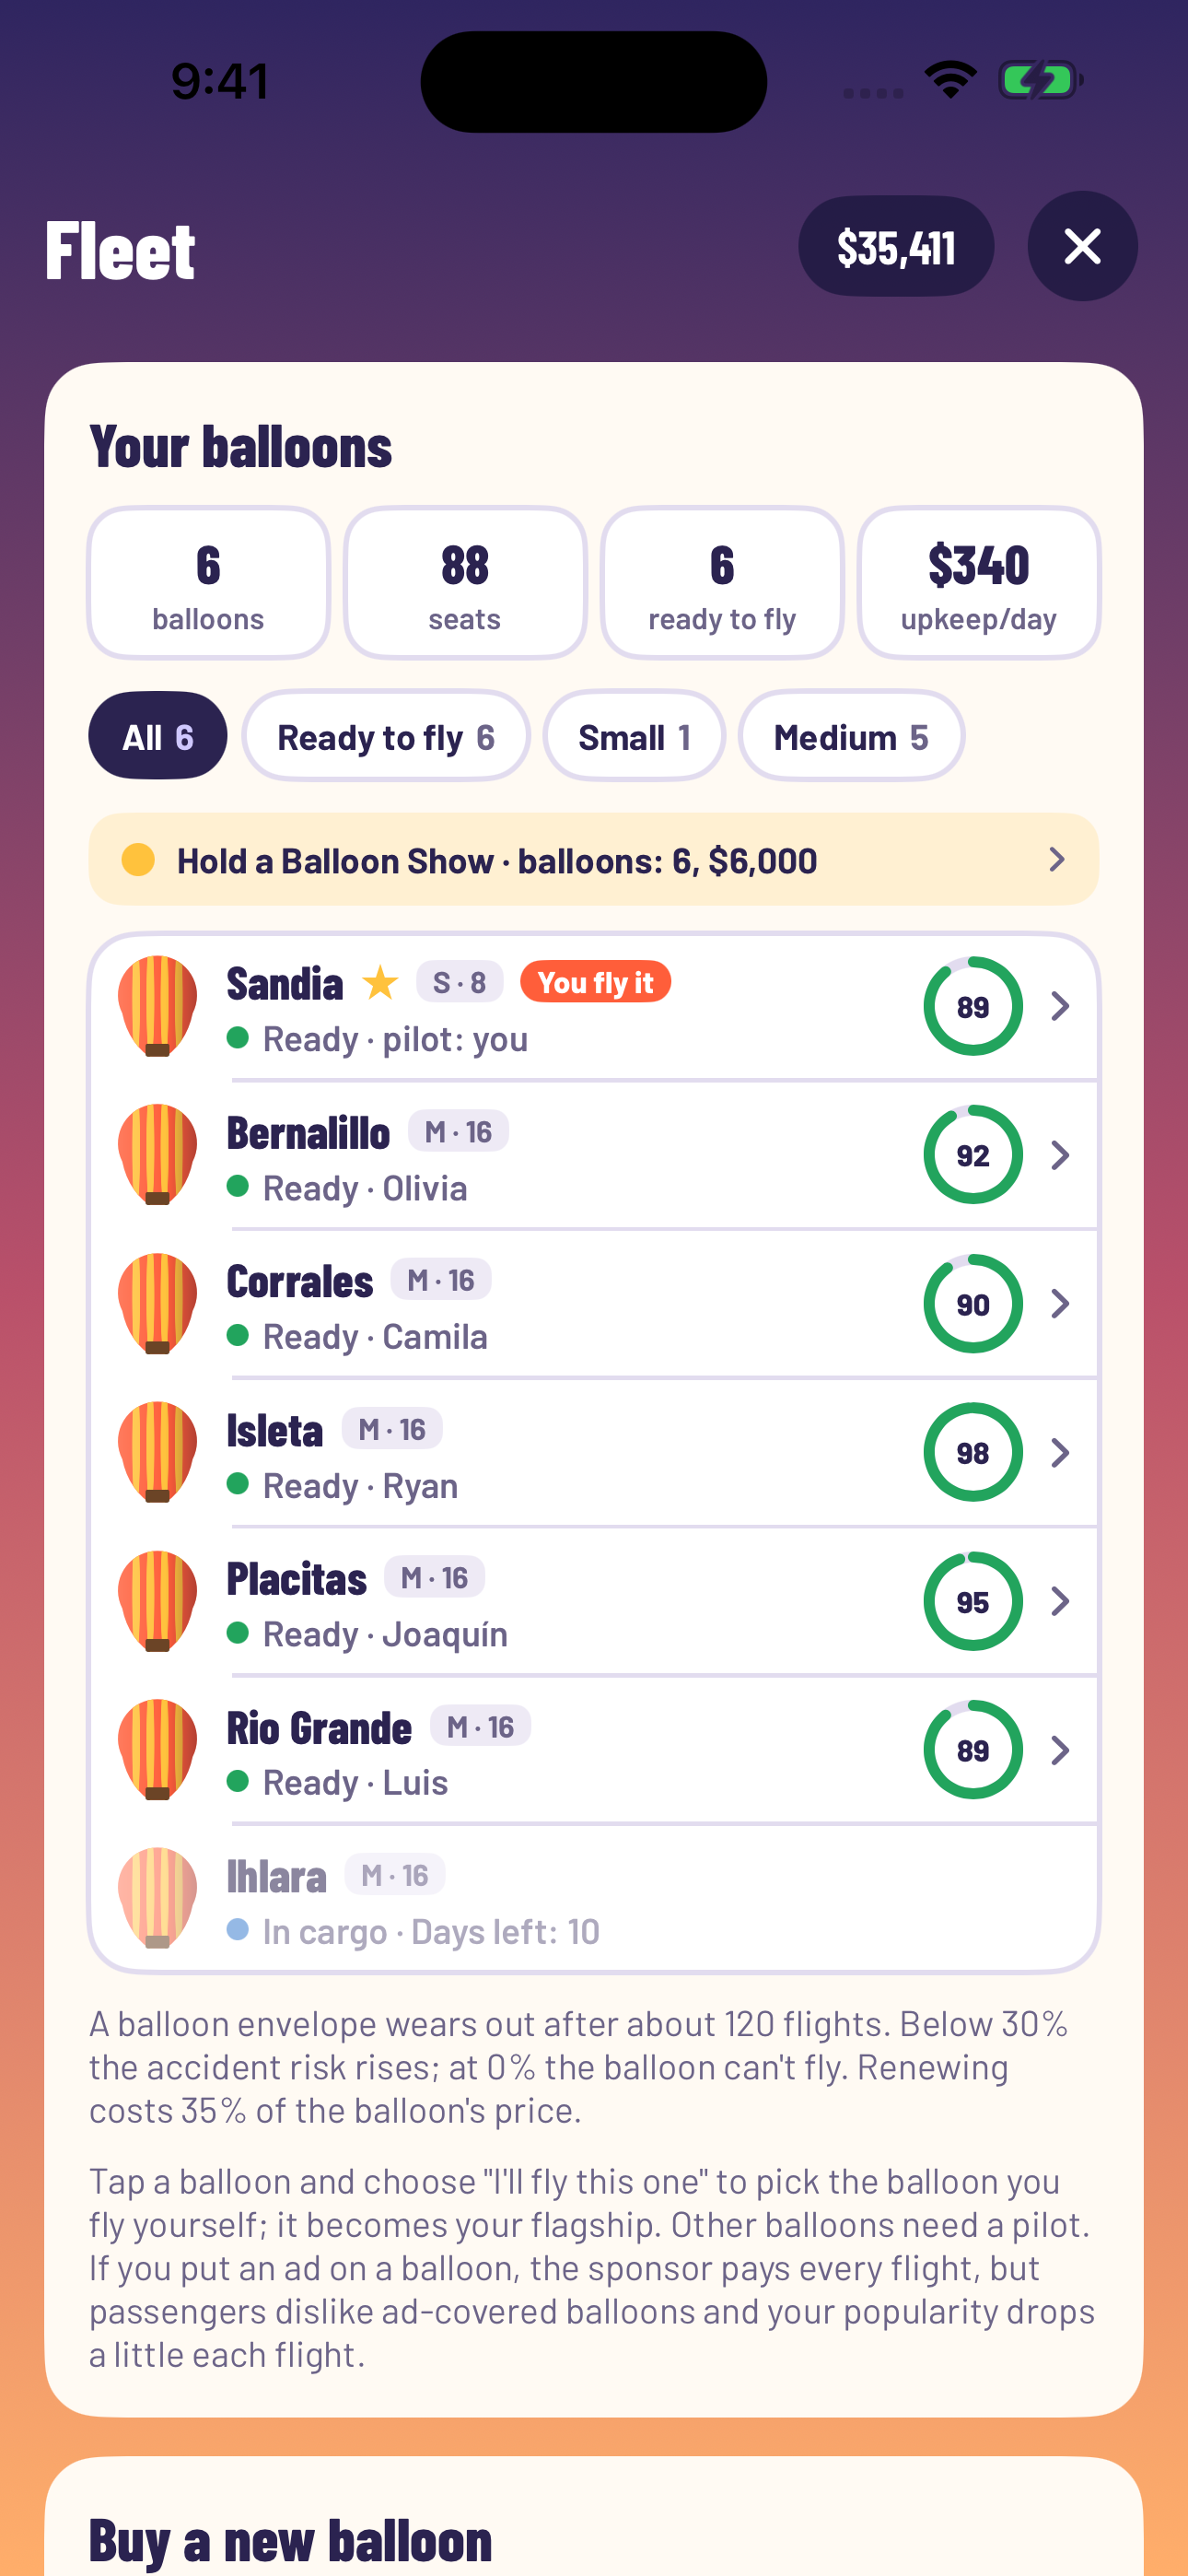 9:41
Fleet
$35,411
Your balloons
6
balloons
88
seats
6
ready to fly
$340
upkeep/day
All 6
Ready to fly 6
Small 1
Medium 5
Hold a Balloon Show · balloons: 6, $6,000
Sandia S · 8 You fly it
Ready · pilot: you
89
Bernalillo M · 16
Ready · Olivia
92
Corrales M · 16
Ready · Camila
90
Isleta M · 16
Ready · Ryan
98
Placitas M · 16
Ready · Joaquín
95
Rio Grande M · 16
Ready · Luis
89
Ihlara M · 16
In cargo · Days left: 10
A balloon envelope wears out after about 120 flights. Below 30%
the accident risk rises; at 0% the balloon can't fly. Renewing
costs 35% of the balloon's price.
Tap a balloon and choose "I'll fly this one" to pick the balloon you
fly yourself; it becomes your flagship. Other balloons need a pilot.
If you put an ad on a balloon, the sponsor pays every flight, but
passengers dislike ad-covered balloons and your popularity drops
a little each flight.
Buy a new balloon